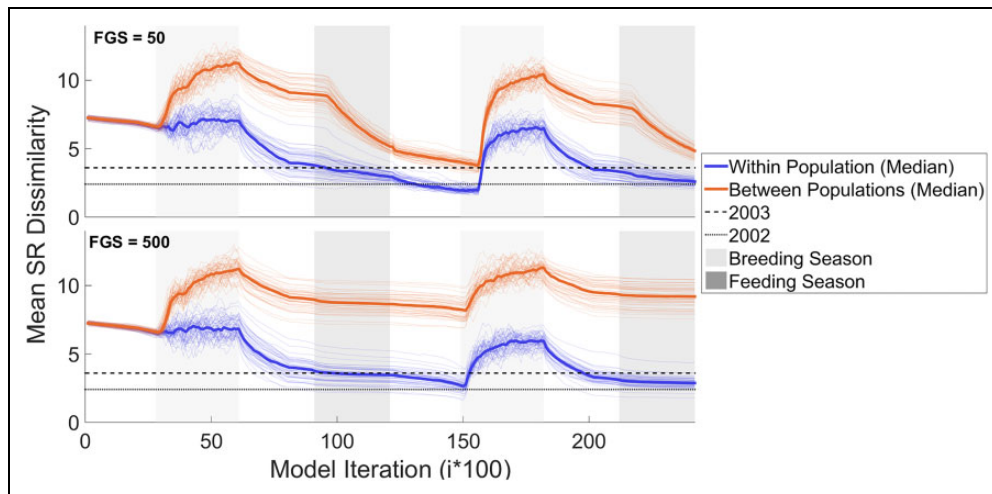 FGS = 50
10
5
0
FGS = 500
10
5
0
Mean SR Dissimilarity
0
50
100
150
200
Model Iteration (i*100)
Within Population (Median)
Between Populations (Median)
2003
2002
Breeding Season
Feeding Season